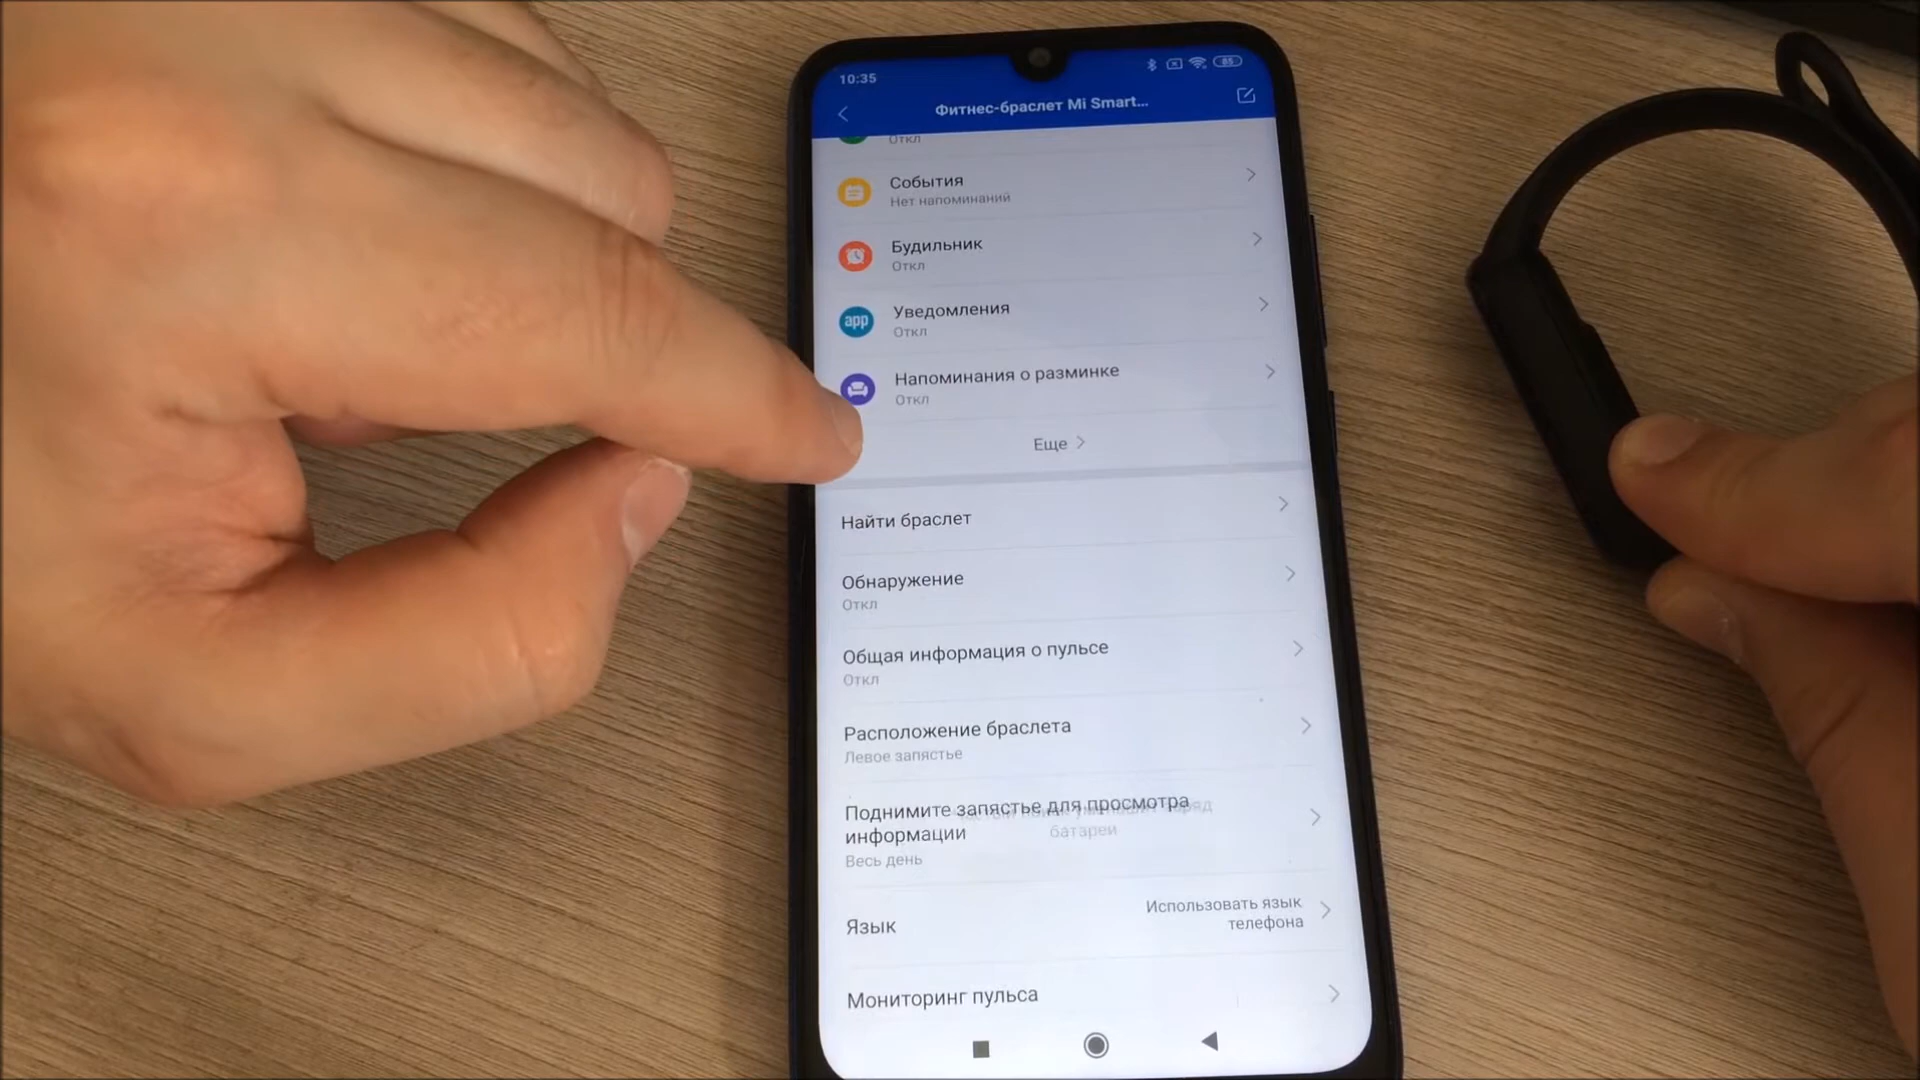 10:35
85
Фитнес-браслет Mi Smart...
Откл
События
Нет напоминаний
Будильник
Откл
app
Уведомления
Откл
Напоминания о разминке
Откл
Еще
Найти браслет
Обнаружение
Откл
Общая информация о пульсе
Откл
Расположение браслета
Левое запястье
Поднимите запястье для просмотра
информации
батареи
Весь день
Язык
Использовать язык
телефона
Мониторинг пульса